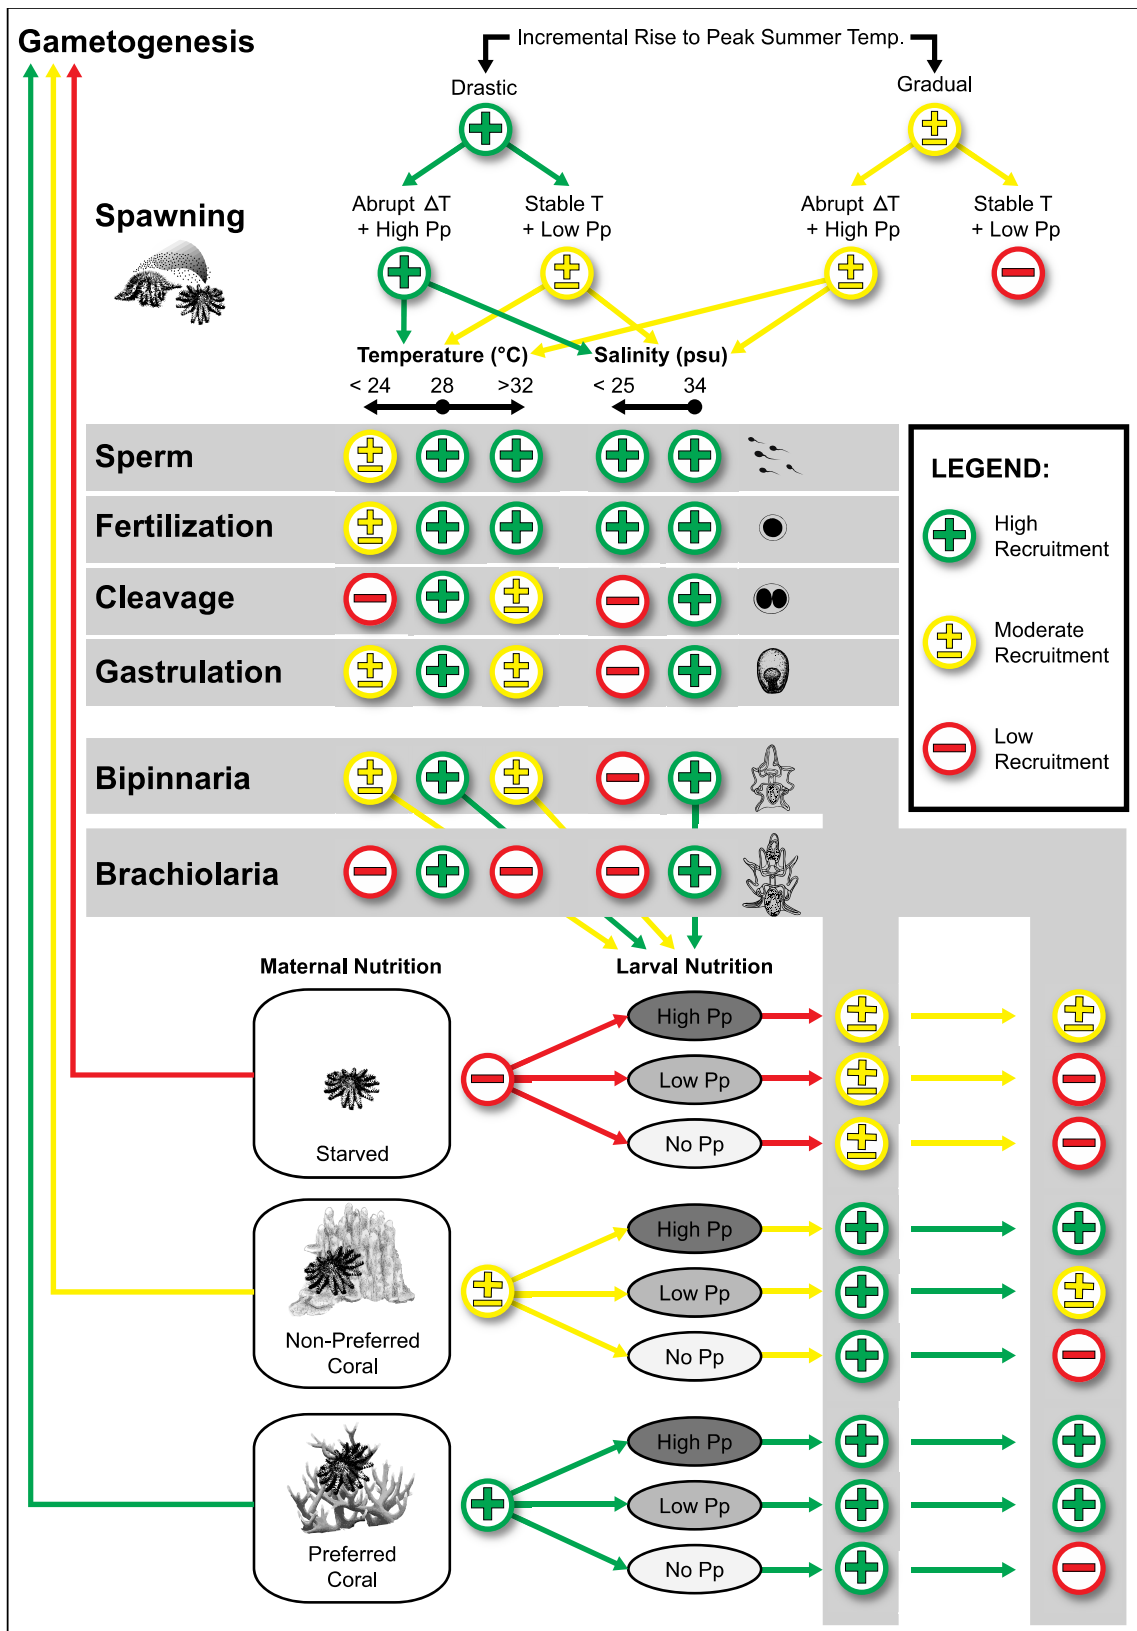 Gametogenesis
Incremental Rise to Peak Summer Temp.
Drastic
Gradual
Spawning
Abrupt ΔT
+ High Pp
Stable T
+ Low Pp
Abrupt ΔT
+ High Pp
Stable T
+ Low Pp
Temperature (°C)
Salinity (psu)
< 24 28 >32
< 25 34
Sperm
Fertilization
Cleavage
Gastrulation
Bipinnaria
Brachiolaria
LEGEND:
High
Recruitment
Moderate
Recruitment
Low
Recruitment
Maternal Nutrition
Larval Nutrition
Starved
High Pp
Low Pp
No Pp
Non-Preferred
Coral
High Pp
Low Pp
No Pp
Preferred
Coral
High Pp
Low Pp
No Pp